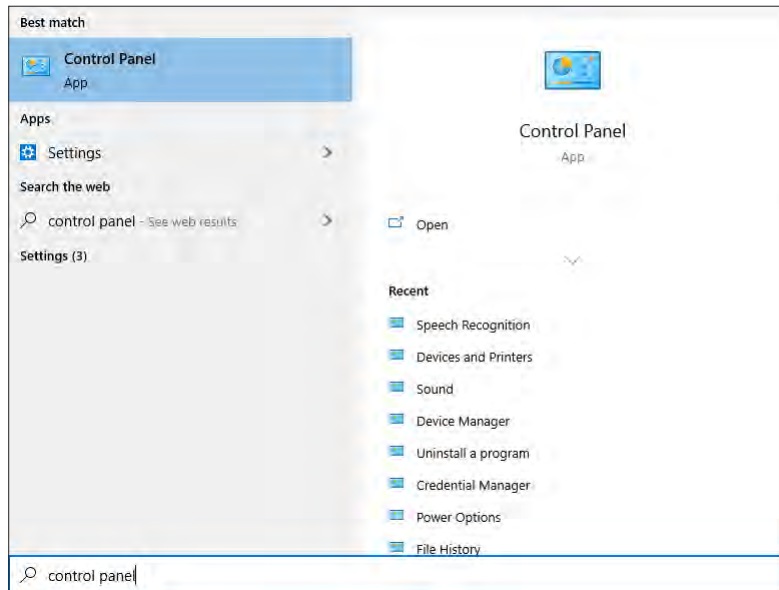 Best match
Control Panel
App
Apps
Settings
Search the web
control panel - See web results
Settings (3)
Control Panel
App
Open
Recent
Speech Recognition
Devices and Printers
Sound
Device Manager
Uninstall a program
Credential Manager
Power Options
File History
control panel